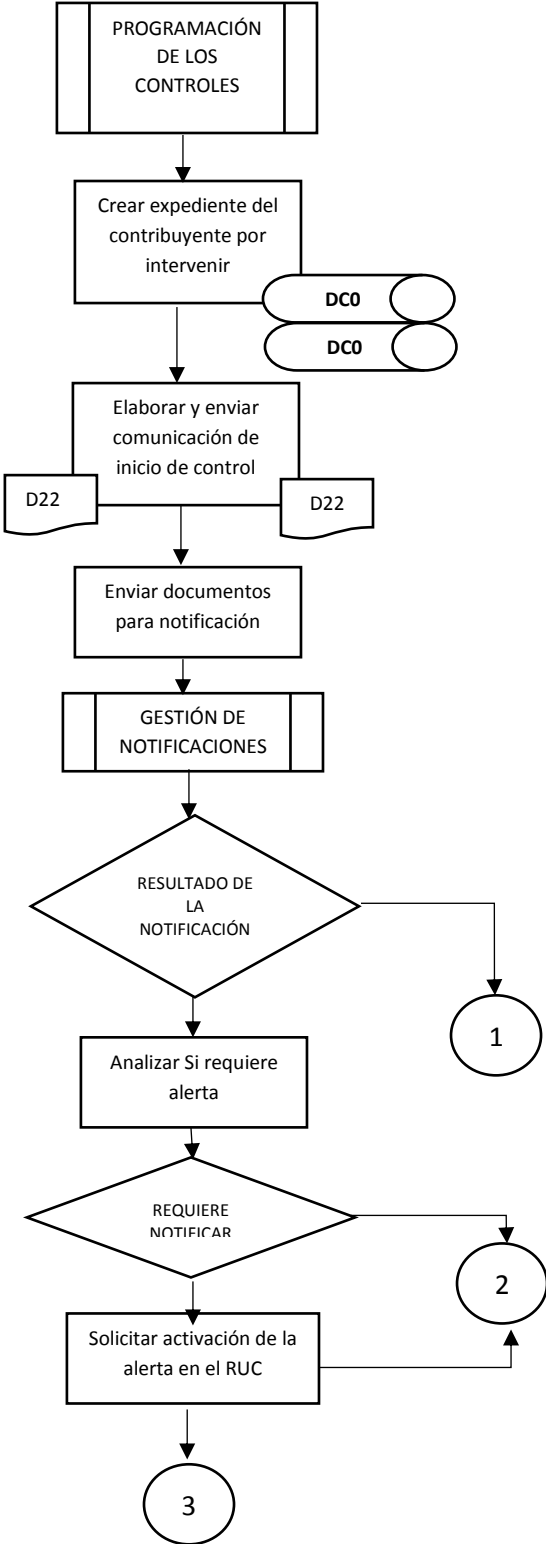 PROGRAMACIÓN
DE LOS
CONTROLES
Crear expediente del
contribuyente por
intervenir
DC0
DC0
Elaborar y enviar
comunicación de
inicio de control
D22
D22
Enviar documentos
para notificación
GESTIÓN DE
NOTIFICACIONES
RESULTADO DE
LA
NOTIFICACIÓN
1
Analizar Si requiere
alerta
REQUIERE
NOTIFICAR
2
Solicitar activación de la
alerta en el RUC
3